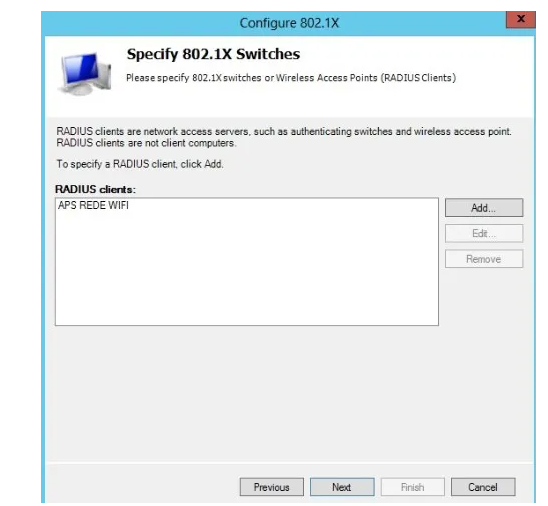 Configure 802.1X
x
Specify 802.1X Switches
Please specify 802.1X switches or Wireless Access Points (RADIUS Clients)
RADIUS clients are network access servers, such as authenticating switches and wireless access point.
RADIUS clients are not client computers.
To specify a RADIUS client, click Add.
RADIUS clients:
APS REDE WIFI
Add...
Edit...
Remove
Previous
Next
Finish
Cancel